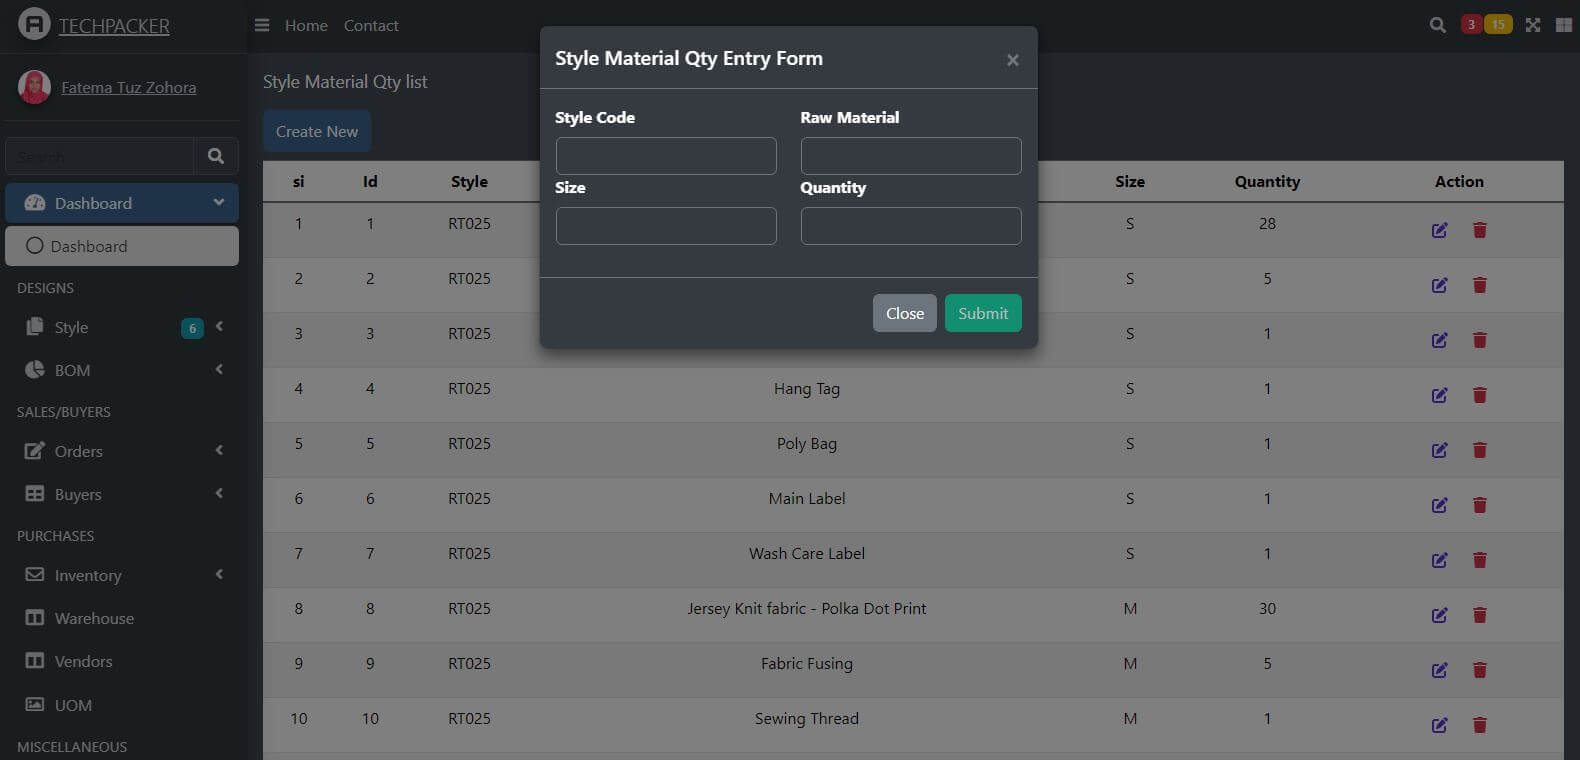 TECHPACKER
Home Contact
3 15
Fatema Tuz Zohora
Search
Dashboard
Dashboard
DESIGNS
Style 6
BOM
SALES/BUYERS
Orders
Buyers
PURCHASES
Inventory
Warehouse
Vendors
UOM
MISCELLANEOUS
Style Material Qty list
Create New
Style Material Qty Entry Form ×
Style Code Raw Material
Size Quantity
Close Submit
si Id Style Size Quantity Action
1 1 RT025 S 28
2 2 RT025 S 5
3 3 RT025 S 1
4 4 RT025 Hang Tag S 1
5 5 RT025 Poly Bag S 1
6 6 RT025 Main Label S 1
7 7 RT025 Wash Care Label S 1
8 8 RT025 Jersey Knit fabric - Polka Dot Print M 30
9 9 RT025 Fabric Fusing M 5
10 10 RT025 Sewing Thread M 1